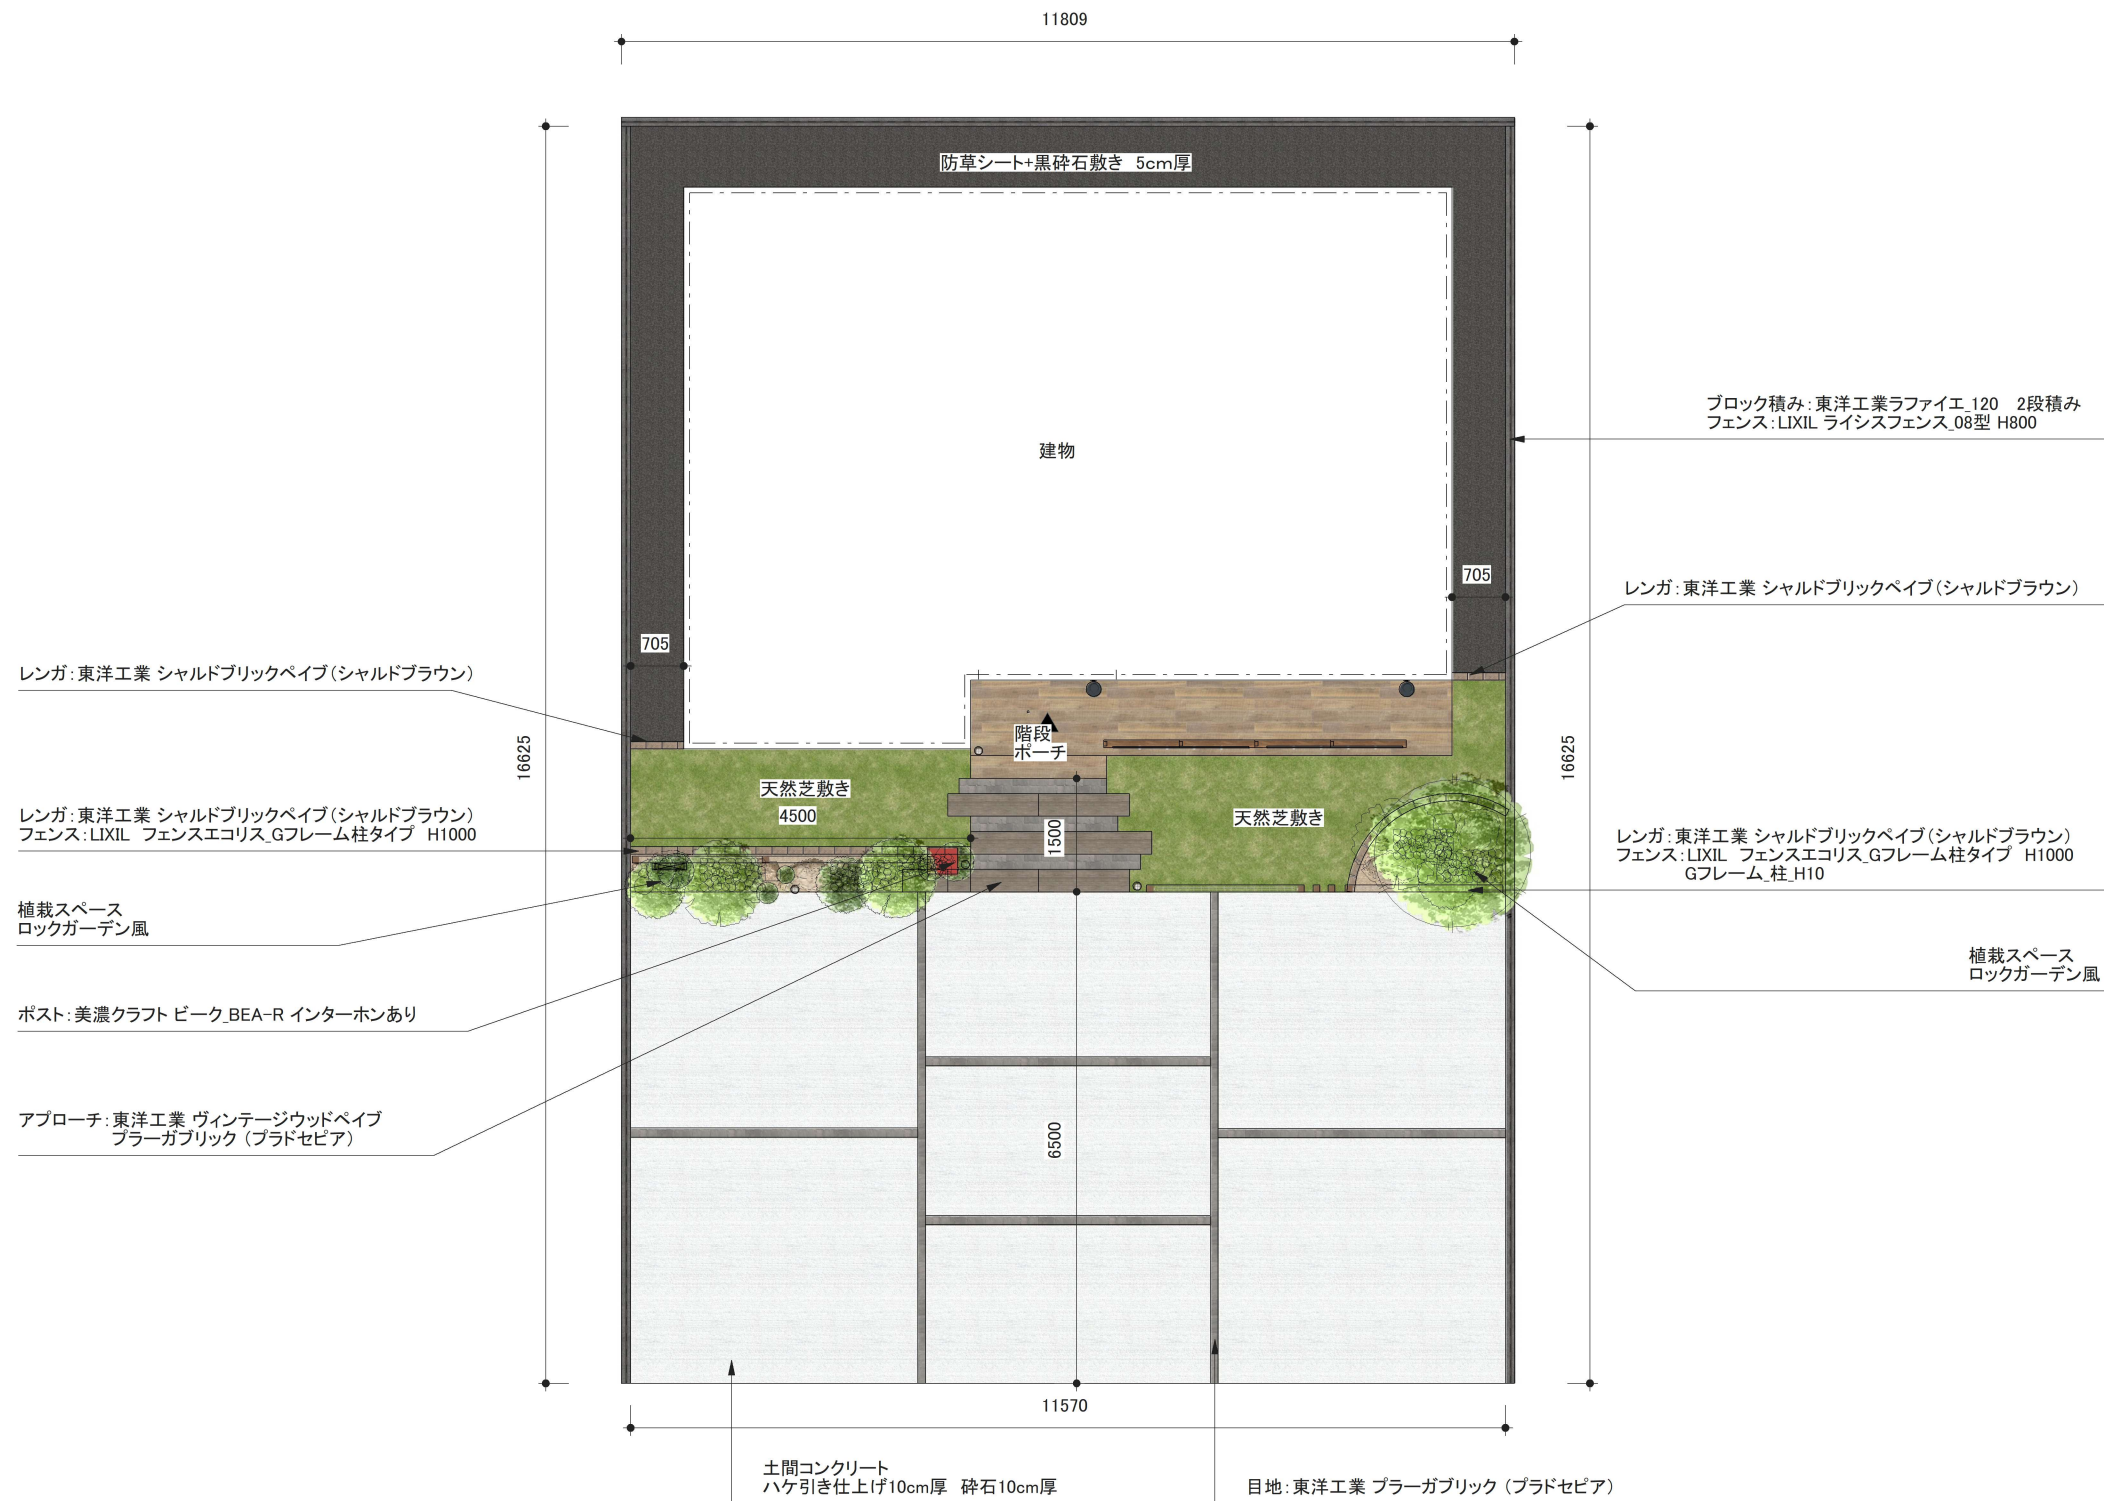 11809
防草シート+黒砕石敷き 5cm厚
ブロック積み：東洋工業ラファイエ_120 2段積み
フェンス：LIXIL ライシスフェンス_08型 H800
建物
705
レンガ：東洋工業 シャルドブリックペイブ（シャルドブラウン）
705
レンガ：東洋工業 シャルドブリックペイブ（シャルドブラウン）
16625
階段
ポーチ
16625
天然芝敷き
4500
天然芝敷き
1500
レンガ：東洋工業 シャルドブリックペイブ（シャルドブラウン）
フェンス：LIXIL フェンスエコリス_Gフレーム柱タイプ H1000
レンガ：東洋工業 シャルドブリックペイブ（シャルドブラウン）
フェンス：LIXIL フェンスエコリス_Gフレーム柱タイプ H1000
Gフレーム_柱_H10
植栽スペース
ロックガーデン風
植栽スペース
ロックガーデン風
ポスト：美濃クラフト ビーク_BEA-R インターホンあり
アプローチ：東洋工業 ヴィンテージウッドペイブ
プラーガブリック（プラドセピア）
6500
11570
土間コンクリート
ハケ引き仕上げ10cm厚 砕石10cm厚
目地：東洋工業 プラーガブリック（プラドセピア）